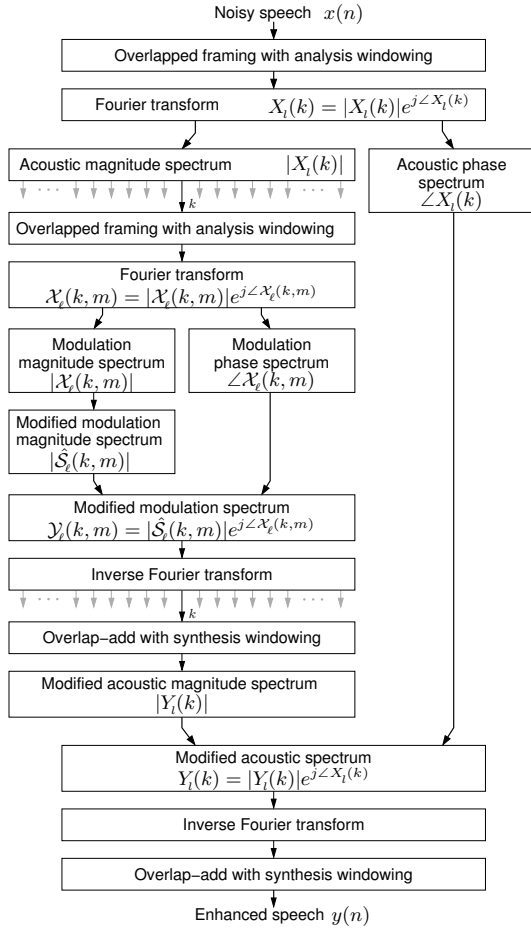 Noisy speech x(n)
Overlapped framing with analysis windowing
Fourier transform X_l(k) = |X_l(k)|e^{j∠X_l(k)}
Acoustic magnitude spectrum |X_l(k)|
Acoustic phase
spectrum
∠X_l(k)
··· ···
k
Overlapped framing with analysis windowing
Fourier transform
𝒳_ℓ(k, m) = |𝒳_ℓ(k, m)|e^{j∠𝒳_ℓ(k,m)}
Modulation
magnitude spectrum
|𝒳_ℓ(k, m)|
Modulation
phase spectrum
∠𝒳_ℓ(k, m)
Modified modulation
magnitude spectrum
|𝒮̂_ℓ(k, m)|
Modified modulation spectrum
𝒴_ℓ(k, m) = |𝒮̂_ℓ(k, m)|e^{j∠𝒳_ℓ(k,m)}
Inverse Fourier transform
··· ···
k
Overlap−add with synthesis windowing
Modified acoustic magnitude spectrum
|Y_l(k)|
Modified acoustic spectrum
Y_l(k) = |Y_l(k)|e^{j∠X_l(k)}
Inverse Fourier transform
Overlap−add with synthesis windowing
Enhanced speech y(n)